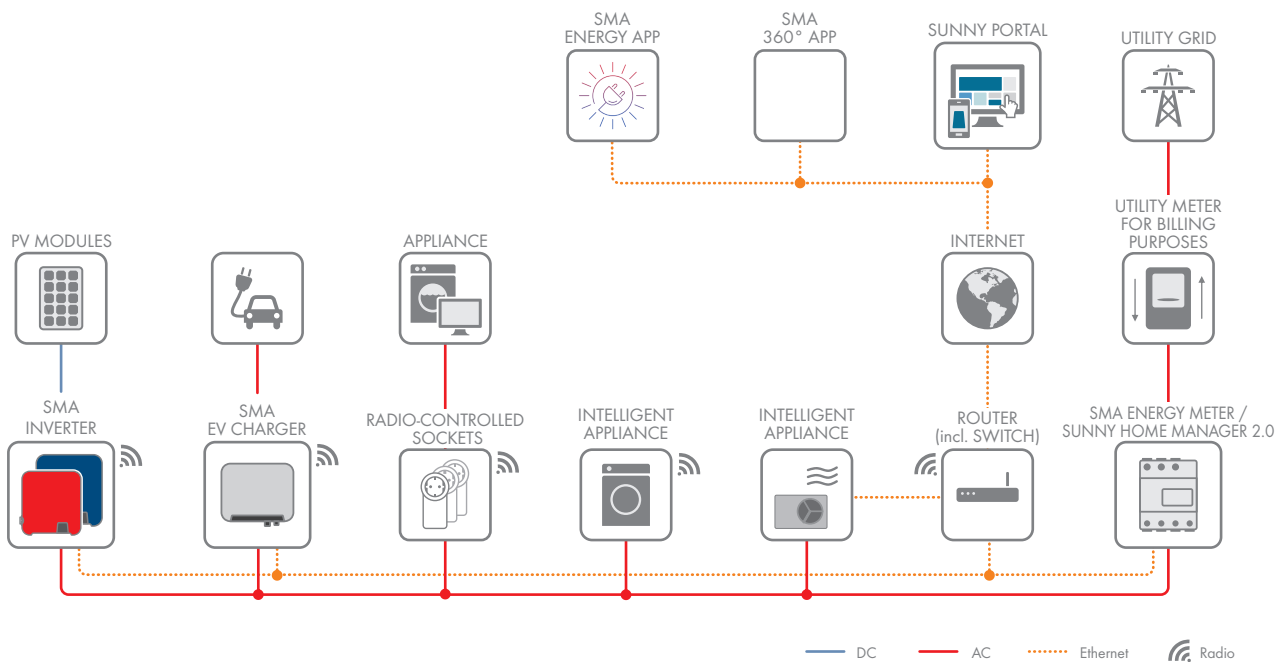 SMA
ENERGY APP
SMA
360° APP
SUNNY PORTAL
UTILITY GRID
UTILITY METER
FOR BILLING
PURPOSES
PV MODULES
APPLIANCE
INTERNET
SMA
INVERTER
SMA
EV CHARGER
RADIO-CONTROLLED
SOCKETS
INTELLIGENT
APPLIANCE
INTELLIGENT
APPLIANCE
ROUTER
(incl. SWITCH)
SMA ENERGY METER /
SUNNY HOME MANAGER 2.0
DC
AC
Ethernet
Radio